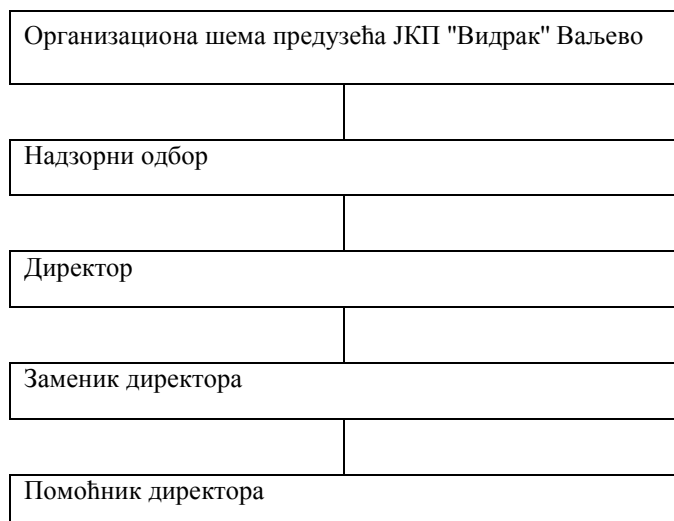 Организациона шема предузећа ЈКП "Видрак" Ваљево
Надзорни одбор
Директор
Заменик директора
Помоћник директора